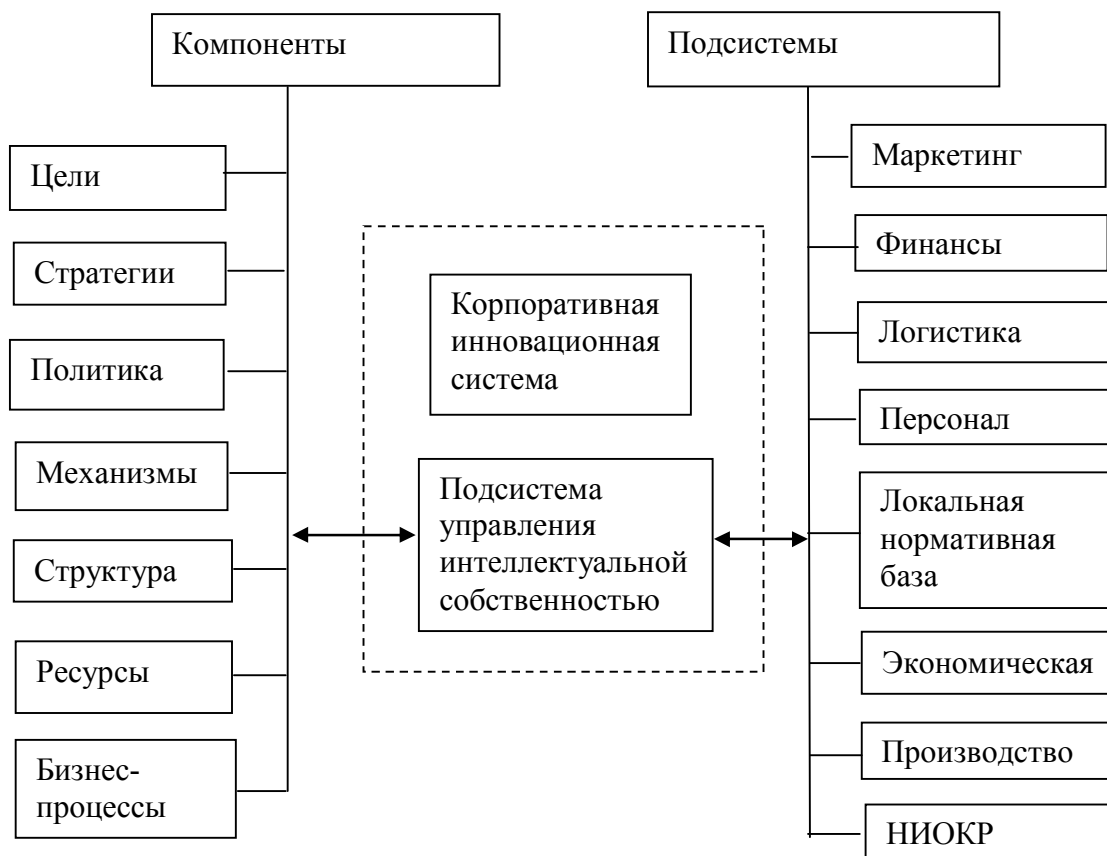 Компоненты
Подсистемы
Цели
Стратегии
Политика
Механизмы
Структура
Ресурсы
Бизнес-
процессы
Корпоративная
инновационная
система
Подсистема
управления
интеллектуальной
собственностью
Маркетинг
Финансы
Логистика
Персонал
Локальная
нормативная
база
Экономическая
Производство
НИОКР